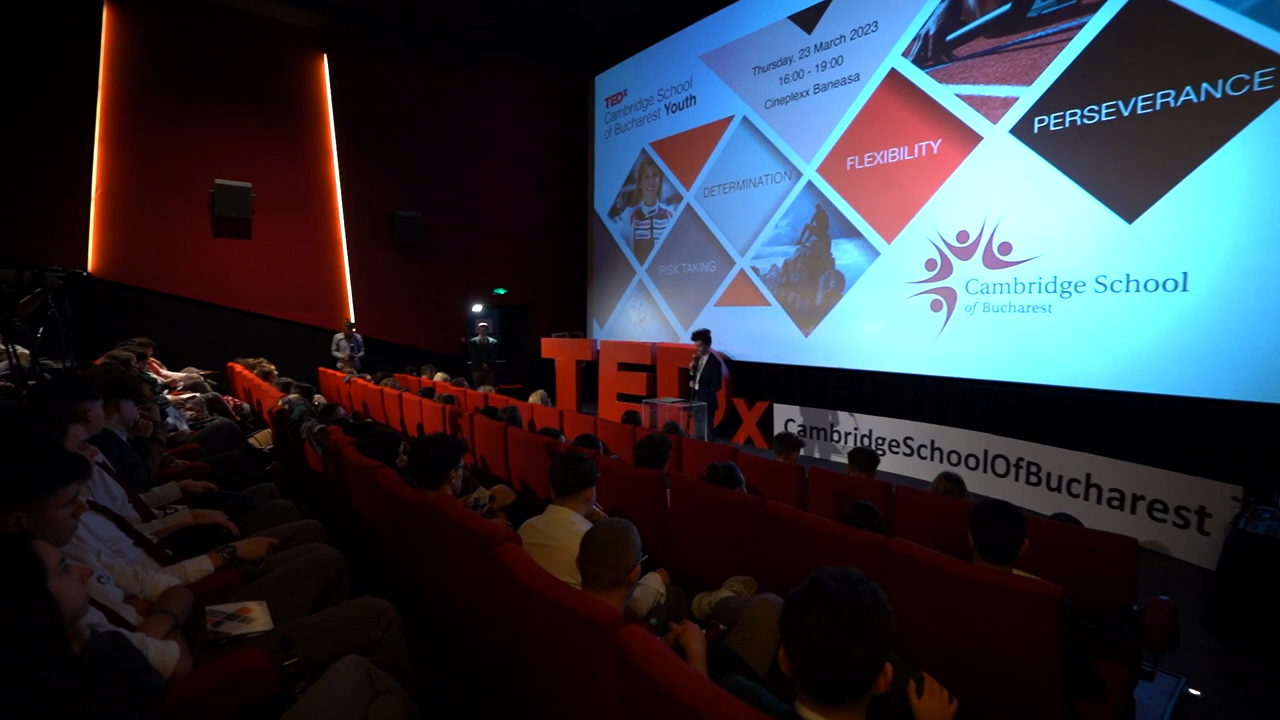 TEDx
Cambridge School
of Bucharest Youth
Thursday, 23 March 2023
16:00 - 19:00
Cineplexx Baneasa
PERSEVERANCE
FLEXIBILITY
DETERMINATION
RISK TAKING
Cambridge School
of Bucharest
TEDx
CambridgeSchoolOfBucharest